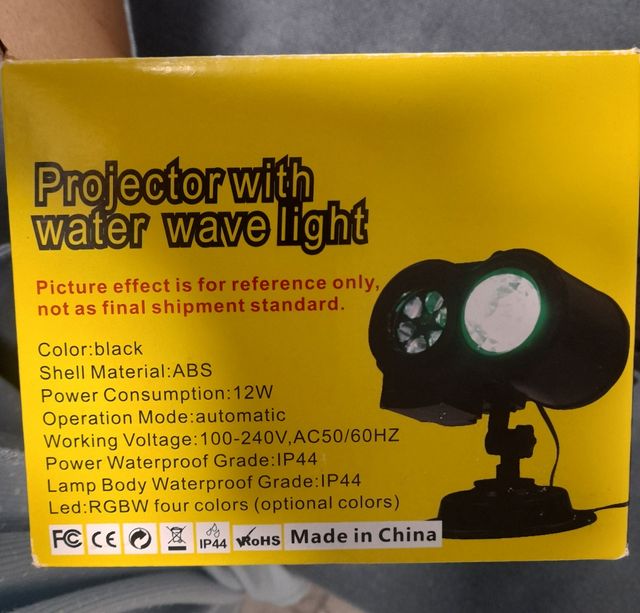 Projector with
water wave light
Picture effect is for reference only,
not as final shipment standard.
Color:black
Shell Material:ABS
Power Consumption:12W
Operation Mode:automatic
Working Voltage:100-240V,AC50/60HZ
Power Waterproof Grade:IP44
Lamp Body Waterproof Grade:IP44
Led:RGBW four colors (optional colors)
FC CE IP44 RoHS Made in China